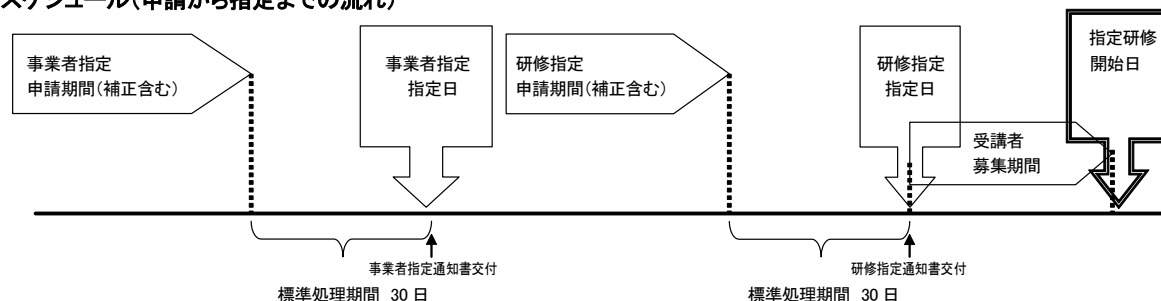 スケジュール(申請から指定までの流れ)
事業者指定
申請期間(補正含む)
事業者指定
指定日
研修指定
申請期間(補正含む)
研修指定
指定日
受講者
募集期間
指定研修
開始日
事業者指定通知書交付
標準処理期間 30日
研修指定通知書交付
標準処理期間 30日